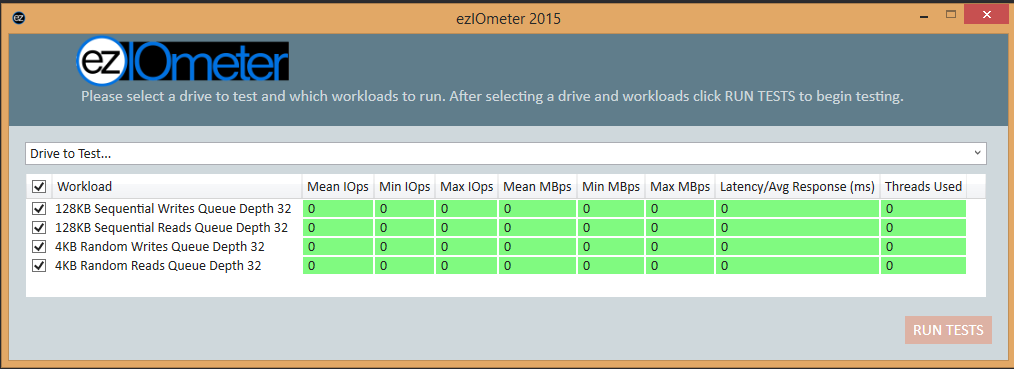 ez
ezIOmeter 2015
ezIOmeter
Please select a drive to test and which workloads to run. After selecting a drive and workloads click RUN TESTS to begin testing.
Drive to Test...
Workload Mean IOps Min IOps Max IOps Mean MBps Min MBps Max MBps Latency/Avg Response (ms) Threads Used
128KB Sequential Writes Queue Depth 32 0 0 0 0 0 0 0 0
128KB Sequential Reads Queue Depth 32 0 0 0 0 0 0 0 0
4KB Random Writes Queue Depth 32 0 0 0 0 0 0 0 0
4KB Random Reads Queue Depth 32 0 0 0 0 0 0 0 0
RUN TESTS